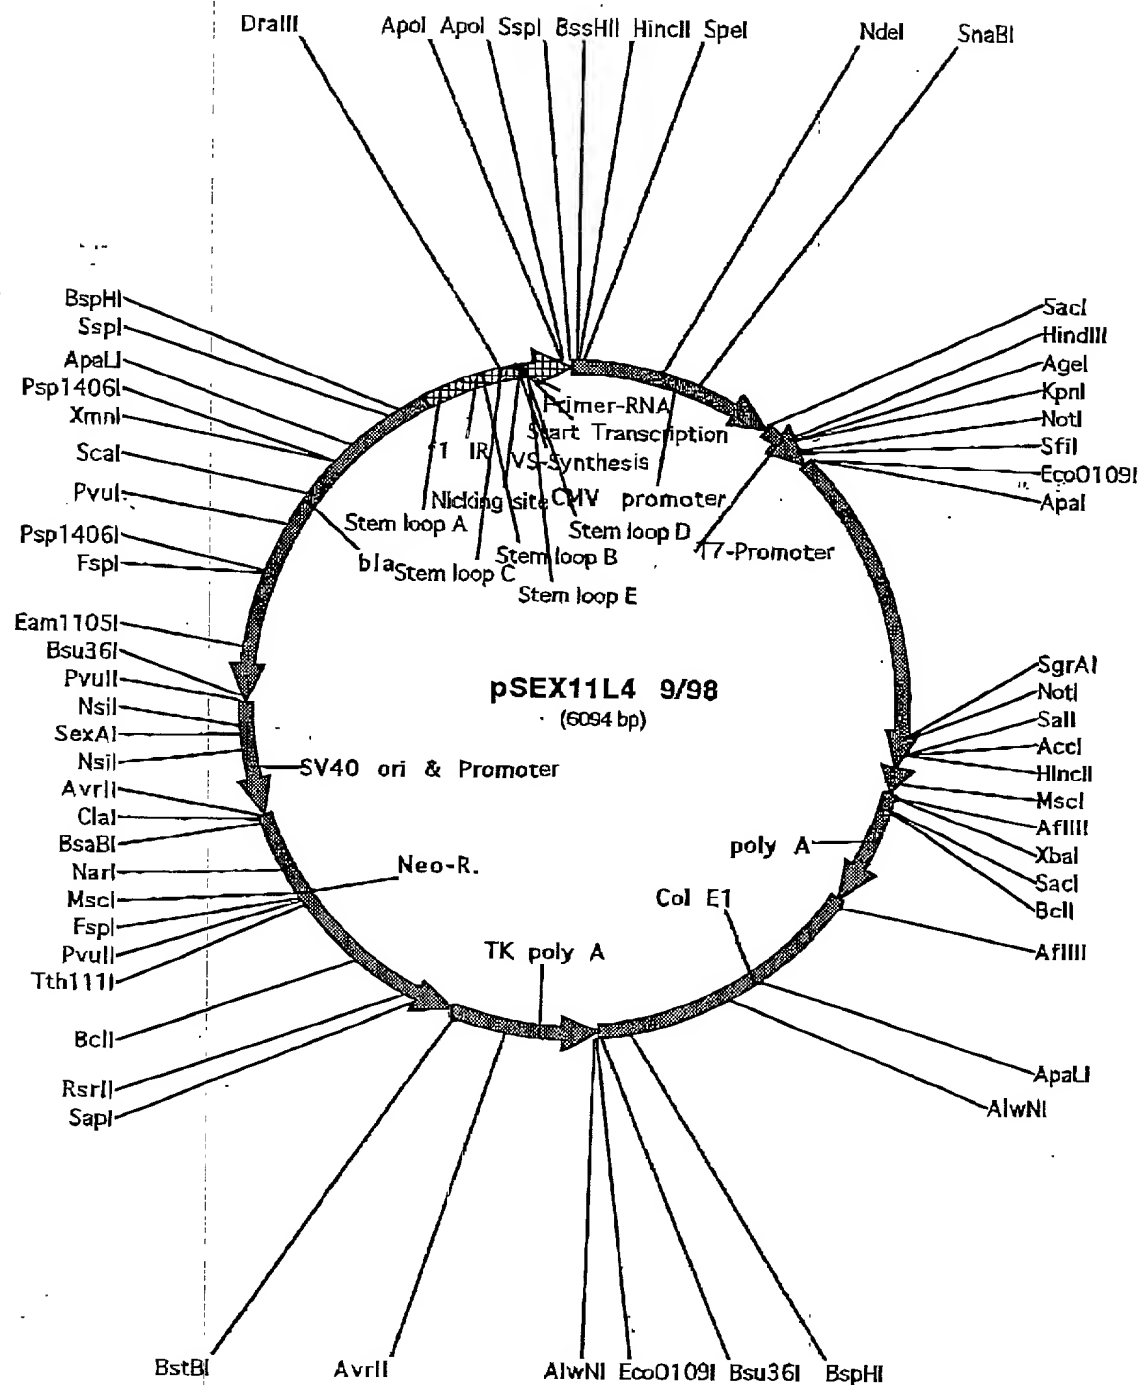 DraIII
ApoI
ApoI
SspI
BssHII
HincII
SpeI
NdeI
SnaBI
BspHI
SspI
ApaLI
Psp1406I
XmnI
ScaI
PvuI
Psp1406I
FspI
Eam1105I
Bsu36I
PvuII
NsiI
SexAI
NsiI
AvrII
ClaI
BsaBI
NarI
MscI
FspI
PvuII
Tth111I
BclI
RsrII
SapI
SacI
HindIII
AgeI
KpnI
NotI
SfiI
EcoO109I
ApaI
Primer-RNA
Start Transcription
f1 IR
VS-Synthesis
Nicking site
CMV promoter
Stem loop A
Stem loop D
Stem loop B
T7-Promoter
bla
Stem loop C
Stem loop E
pSEX11L4 9/98
(6094 bp)
SgrAI
NotI
SalI
AccI
HincII
MscI
AflIII
XbaI
SacI
BclI
AflIII
SV40 ori & Promoter
poly A
Neo-R.
Col E1
TK poly A
ApaLI
AlwNI
BstBI
AvrII
AlwNI
EcoO109I
Bsu36I
BspHI